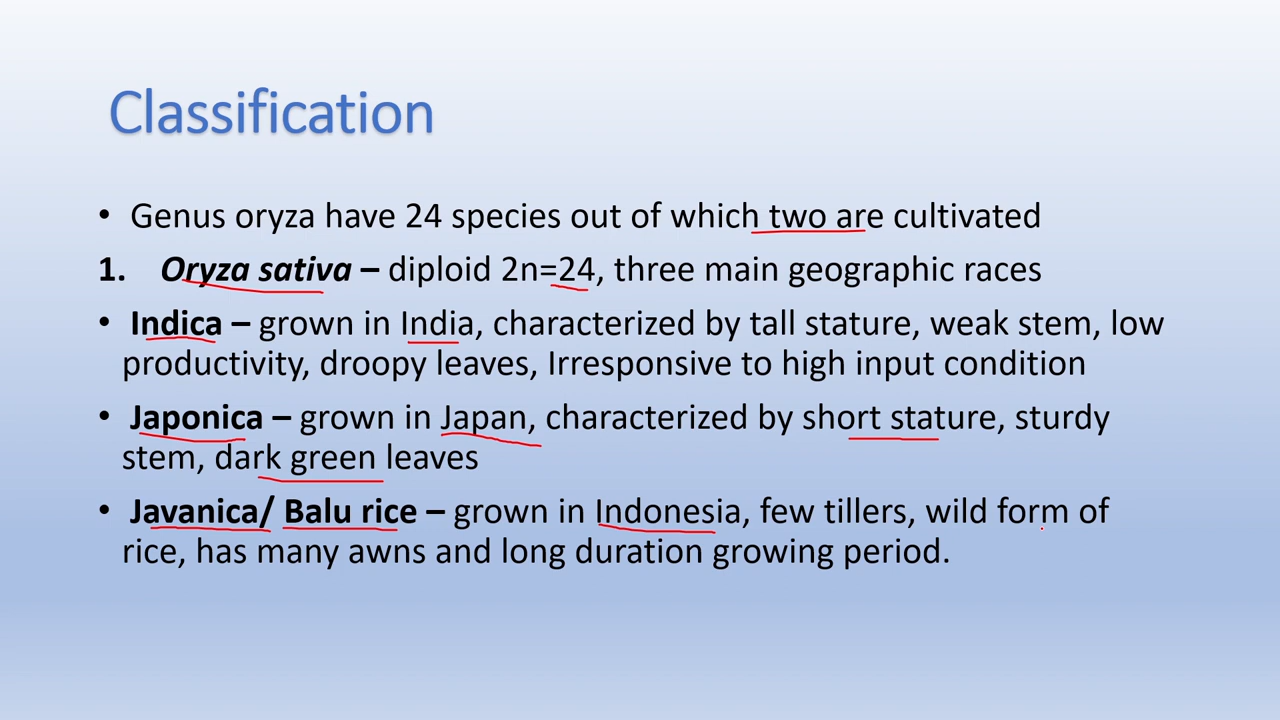 Classification
• Genus oryza have 24 species out of which two are cultivated
1. Oryza sativa – diploid 2n=24, three main geographic races
• Indica – grown in India, characterized by tall stature, weak stem, low
productivity, droopy leaves, Irresponsive to high input condition
• Japonica – grown in Japan, characterized by short stature, sturdy
stem, dark green leaves
• Javanica/ Balu rice – grown in Indonesia, few tillers, wild form of
rice, has many awns and long duration growing period.